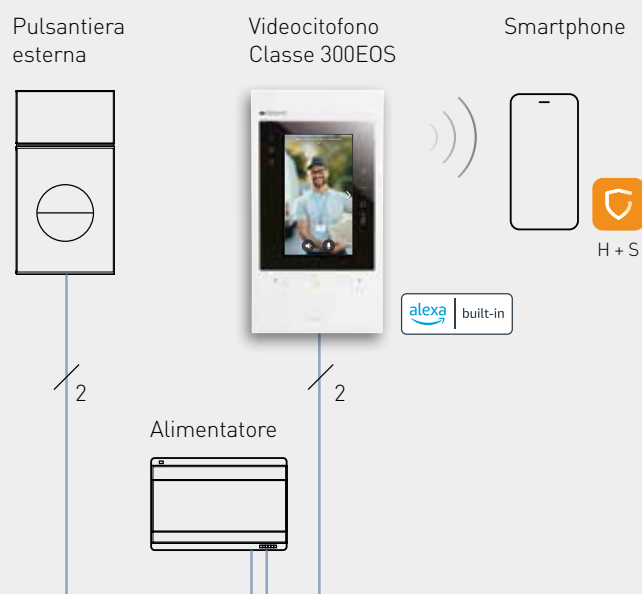 Pulsantiera
esterna
Videocitofono
Classe 300EOS
Smartphone
H + S
alexa
built-in
2
2
Alimentatore